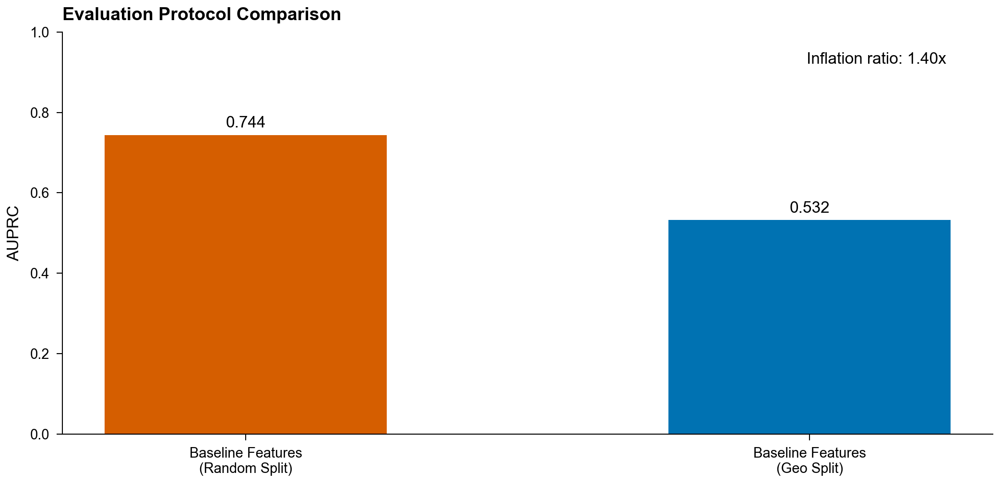 Evaluation Protocol Comparison
1.0
0.8
0.6
0.4
0.2
0.0
AUPRC
Inflation ratio: 1.40x
0.744
0.532
Baseline Features
(Random Split)
Baseline Features
(Geo Split)